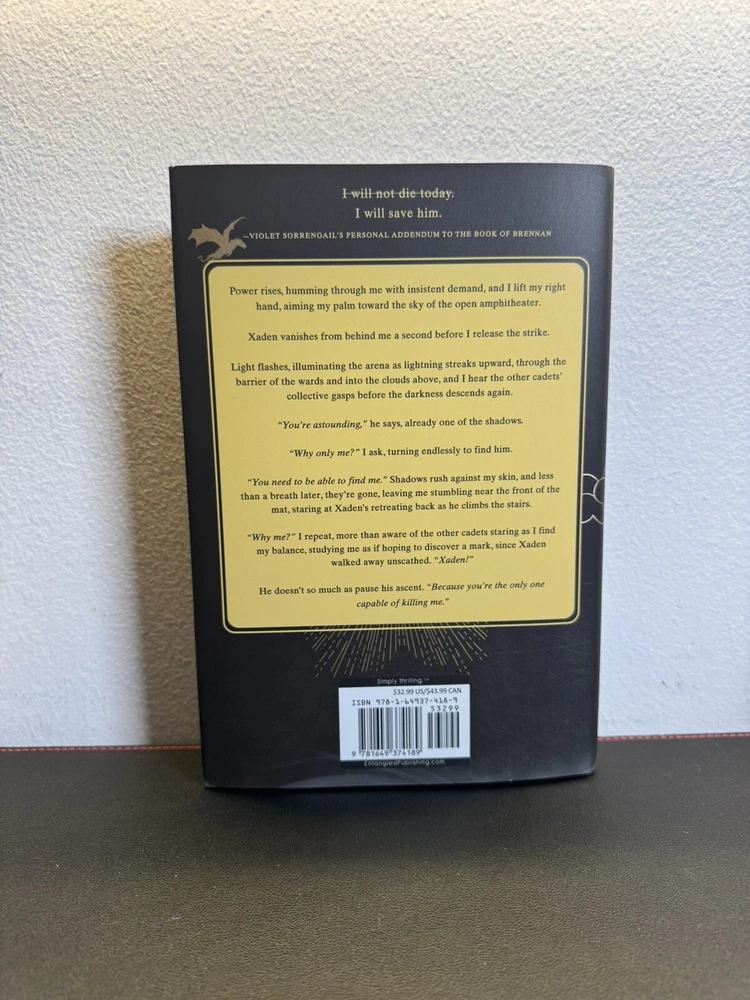 I will not die today.
I will save him.
—VIOLET SORRENGAIL'S PERSONAL ADDENDUM TO THE BOOK OF BRENNAN
Power rises, humming through me with insistent demand, and I lift my right
hand, aiming my palm toward the sky of the open amphitheater.
Xaden vanishes from behind me a second before I release the strike.
Light flashes, illuminating the arena as lightning streaks upward, through the
barrier of the wards and into the clouds above, and I hear the other cadets'
collective gasps before the darkness descends again.
"You're astounding," he says, already one of the shadows.
"Why only me?" I ask, turning endlessly to find him.
"You need to be able to find me." Shadows rush against my skin, and less
than a breath later, they're gone, leaving me stumbling near the front of the
mat, staring at Xaden's retreating back as he climbs the stairs.
"Why me?" I repeat, more than aware of the other cadets staring as I find
my balance, studying me as if hoping to discover a mark, since Xaden
walked away unscathed. "Xaden!"
He doesn't so much as pause his ascent. "Because you're the only one
capable of killing me."
Simply thrilling.™
$32.99 US/$43.99 CAN
ISBN 978-1-64937-418-9
53299
9 781649 374189
EntangledPublishing.com